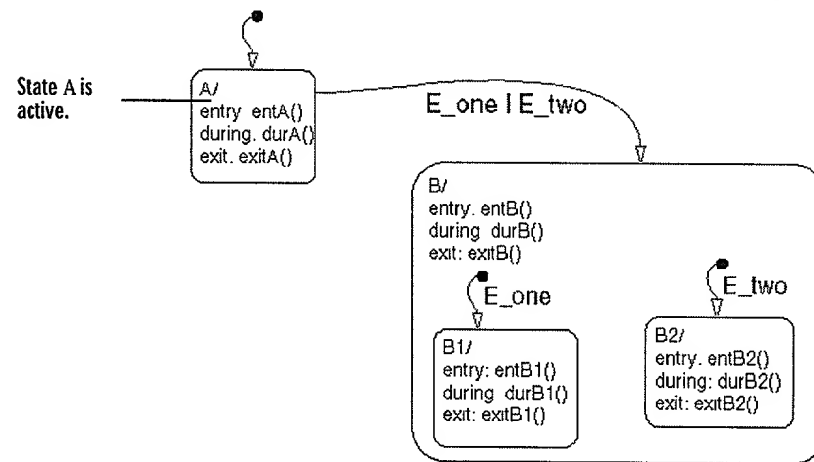 State A is
active.
A/
entry entA()
during. durA()
exit. exitA()
E_one | E_two
B/
entry. entB()
during durB()
exit: exitB()
E_one
E_two
B1/
entry: entB1()
during durB1()
exit: exitB1()
B2/
entry. entB2()
during: durB2()
exit: exitB2()